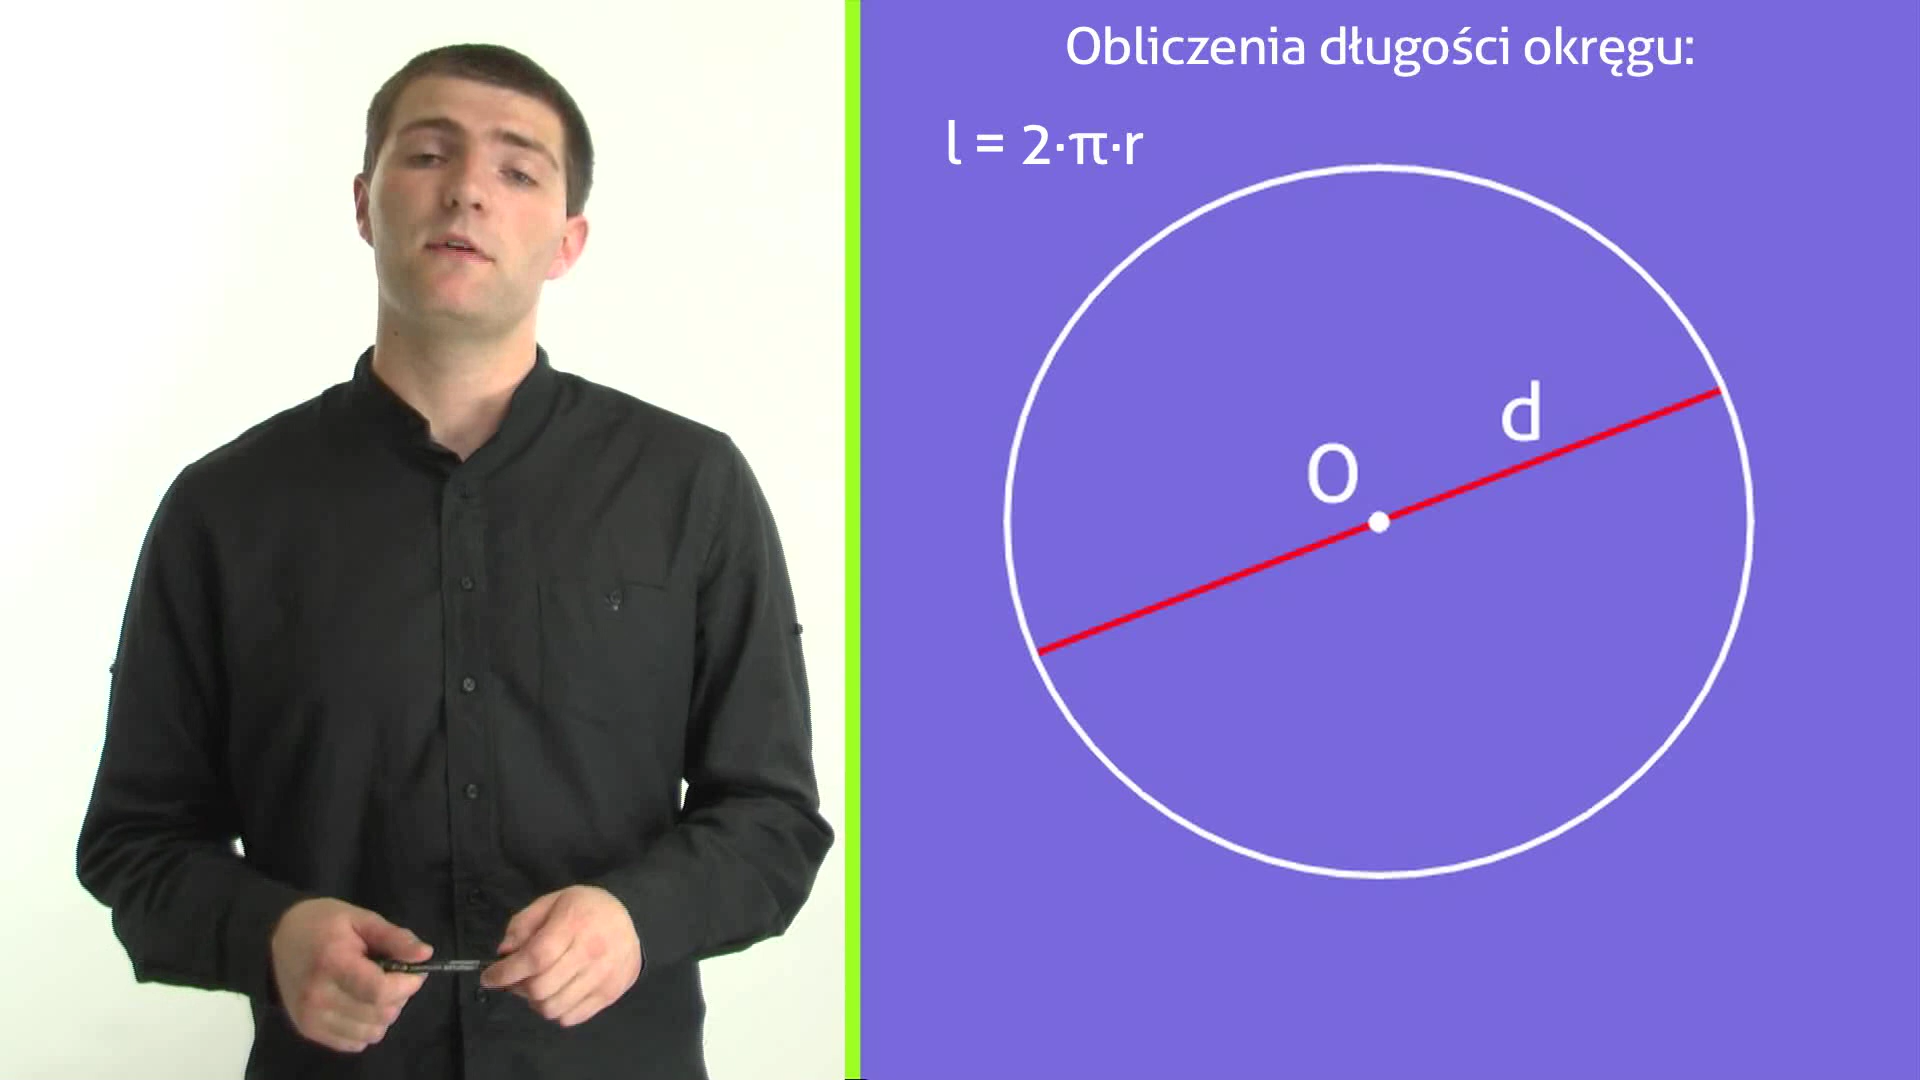 Obliczenia długości okręgu:
l = 2·π·r
d
O